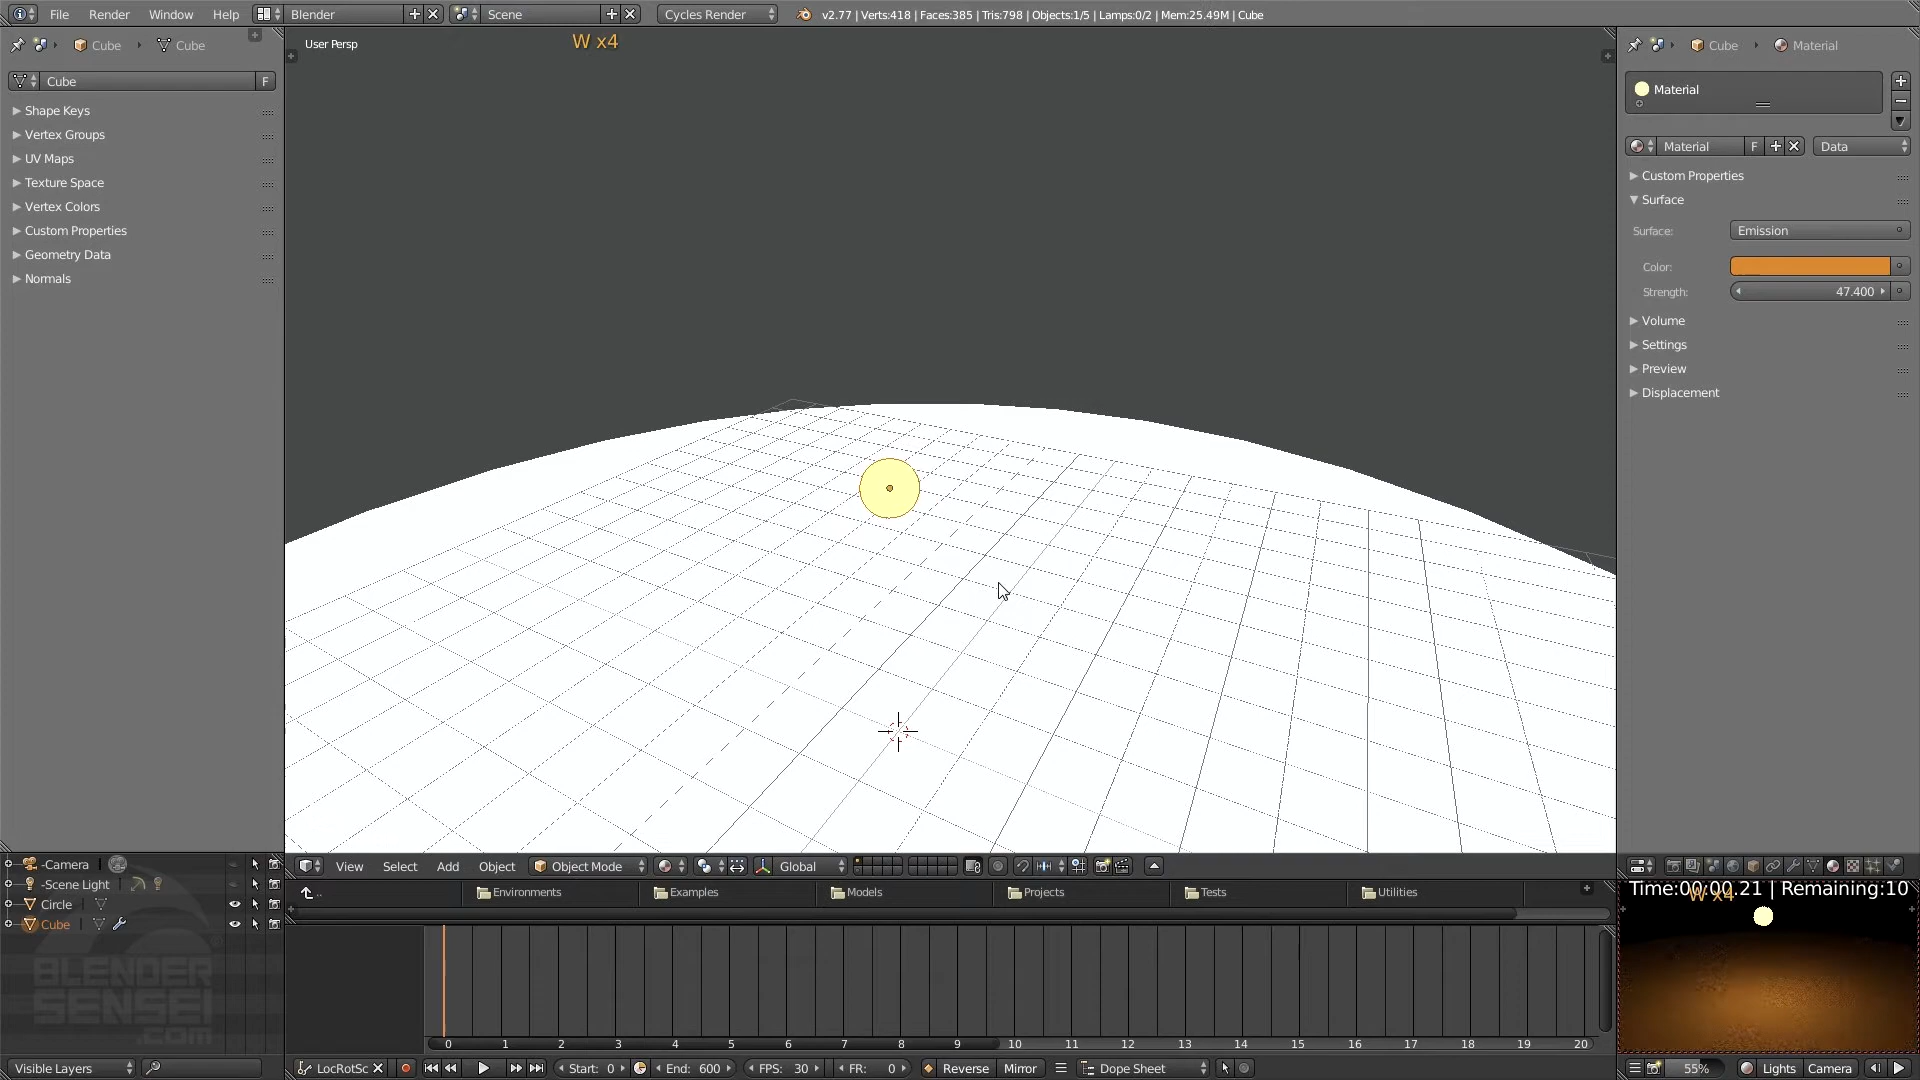 File Render Window Help Blender Scene Cycles Render v2.77 | Verts:418 | Faces:385 | Tris:798 | Objects:1/5 | Lamps:0/2 | Mem:25.49M | Cube
Cube Cube
User Persp
W x4
Cube Material
Cube F
Material
Shape Keys
Vertex Groups
UV Maps
Texture Space
Vertex Colors
Custom Properties
Geometry Data
Normals
Material F Data
Custom Properties
Surface
Surface: Emission
Color:
Strength: 47.400
Volume
Settings
Preview
Displacement
-Camera
-Scene Light
Circle
Cube
BLENDER
SENSEI
.COM
View Select Add Object Object Mode Global
.. Environments Examples Models Projects Tests Utilities
Time:00:00.21 | Remaining:10
W x4
0 1 2 3 4 5 6 7 8 9 10 11 12 13 14 15 16 17 18 19 20
Visible Layers
LocRotSc Start: 0 End: 600 FPS: 30 FR: 0 Reverse Mirror Dope Sheet
55% Lights Camera